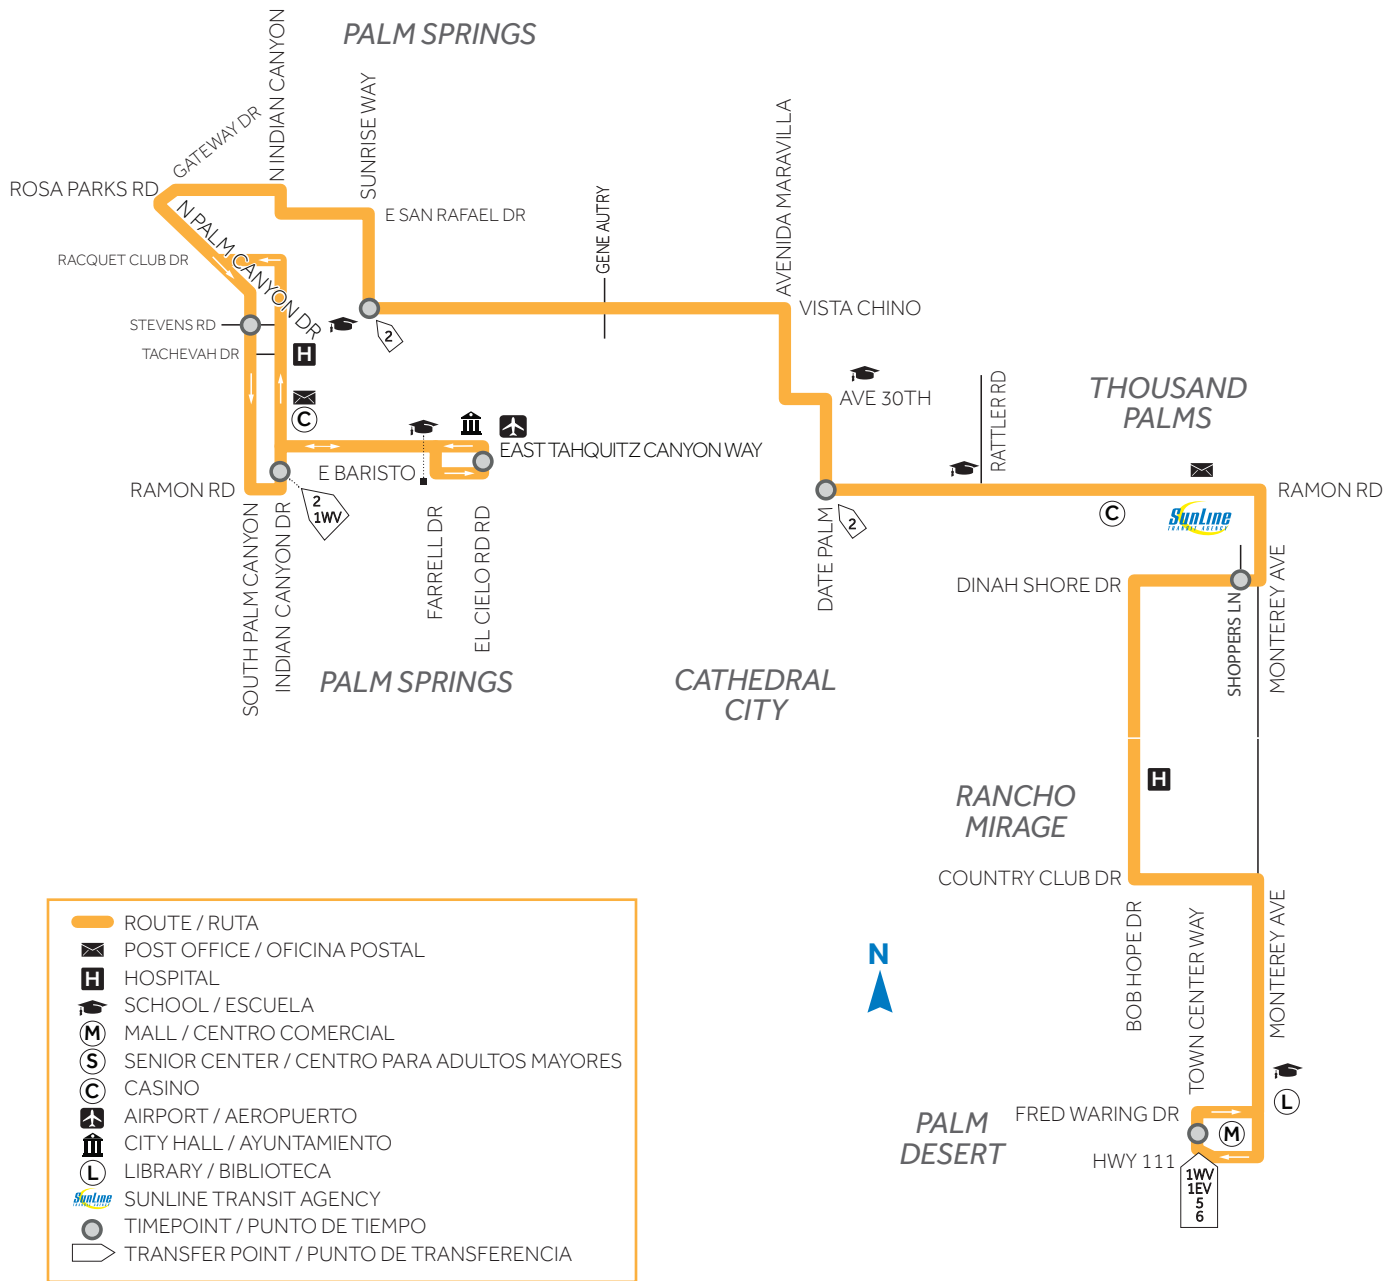 PALM SPRINGS
N INDIAN CANYON
SUNRISE WAY
GATEWAY DR
AVENIDA MARAVILLA
ROSA PARKS RD
N PALM CANYON DR
E SAN RAFAEL DR
GENE AUTRY
RACQUET CLUB DR
VISTA CHINO
STEVENS RD
2
TACHEVAH DR
H
C
AVE 30TH
RATTLER RD
THOUSAND
PALMS
EAST TAHQUITZ CANYON WAY
E BARISTO
RAMON RD
2
1WV
2
C
SunLine
TRANSIT AGENCY
RAMON RD
SOUTH PALM CANYON
INDIAN CANYON DR
FARRELL DR
EL CIELO RD RD
DATE PALM
DINAH SHORE DR
SHOPPERS LN
MONTEREY AVE
PALM SPRINGS
CATHEDRAL
CITY
H
RANCHO
MIRAGE
COUNTRY CLUB DR
BOB HOPE DR
TOWN CENTER WAY
MONTEREY AVE
N
L
FRED WARING DR
M
PALM
DESERT
HWY 111
1WV
1EV
5
6
ROUTE / RUTA
POST OFFICE / OFICINA POSTAL
H HOSPITAL
SCHOOL / ESCUELA
M MALL / CENTRO COMERCIAL
S SENIOR CENTER / CENTRO PARA ADULTOS MAYORES
C CASINO
AIRPORT / AEROPUERTO
CITY HALL / AYUNTAMIENTO
L LIBRARY / BIBLIOTECA
SunLine SUNLINE TRANSIT AGENCY
TIMEPOINT / PUNTO DE TIEMPO
TRANSFER POINT / PUNTO DE TRANSFERENCIA